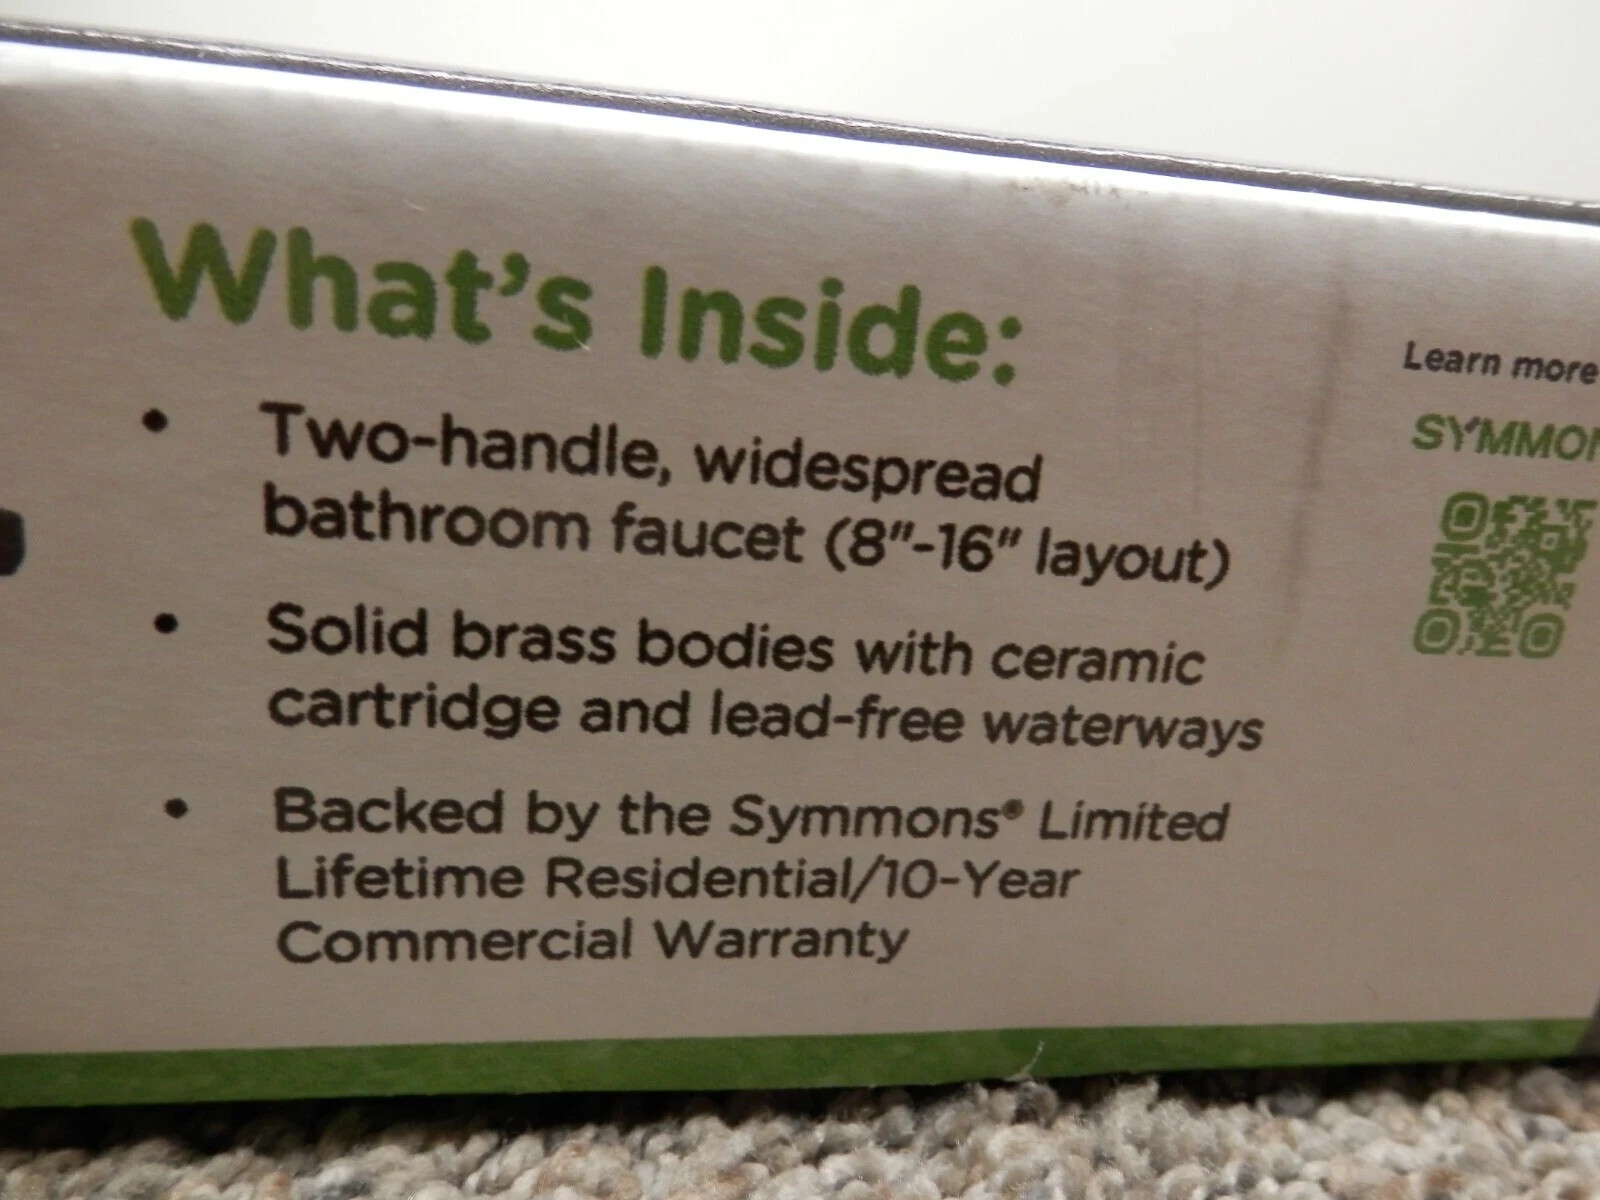 What's Inside:
• Two-handle, widespread
bathroom faucet (8"-16" layout)
• Solid brass bodies with ceramic
cartridge and lead-free waterways
• Backed by the Symmons® Limited
Lifetime Residential/10-Year
Commercial Warranty
Learn more
SYMMON